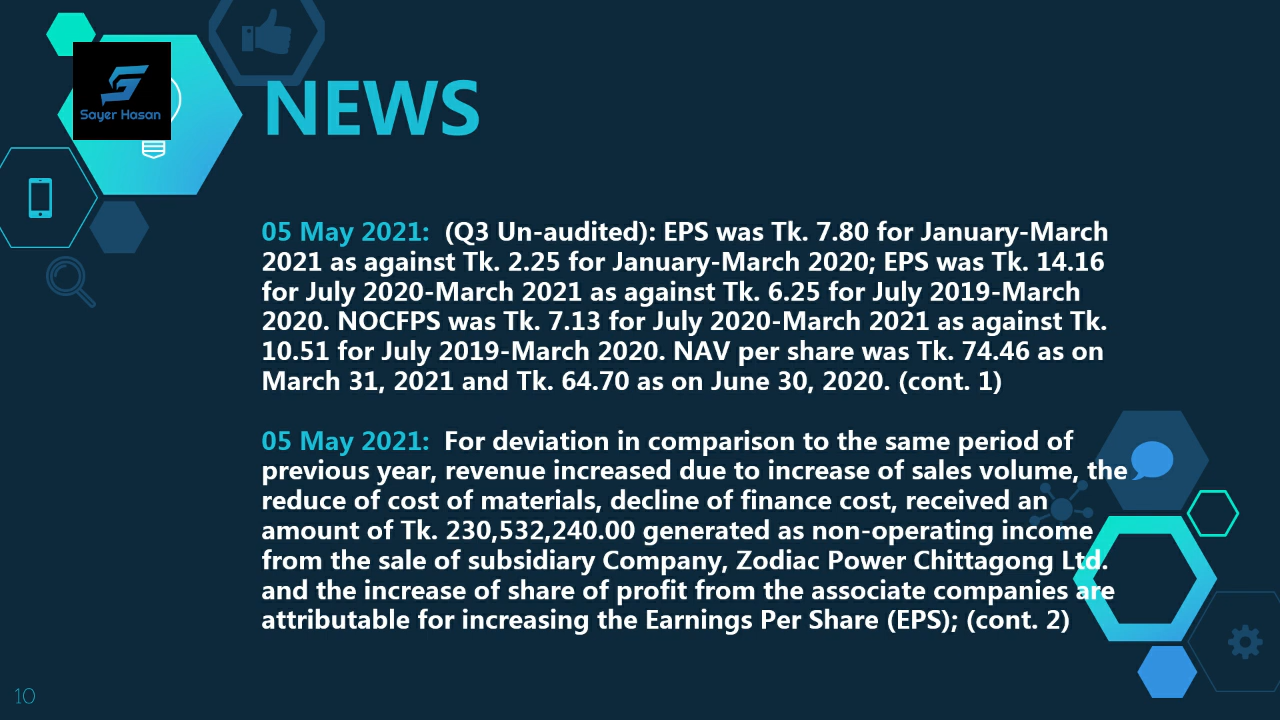 Sayer Hasan
NEWS
05 May 2021: (Q3 Un-audited): EPS was Tk. 7.80 for January-March
2021 as against Tk. 2.25 for January-March 2020; EPS was Tk. 14.16
for July 2020-March 2021 as against Tk. 6.25 for July 2019-March
2020. NOCFPS was Tk. 7.13 for July 2020-March 2021 as against Tk.
10.51 for July 2019-March 2020. NAV per share was Tk. 74.46 as on
March 31, 2021 and Tk. 64.70 as on June 30, 2020. (cont. 1)
05 May 2021: For deviation in comparison to the same period of
previous year, revenue increased due to increase of sales volume, the
reduce of cost of materials, decline of finance cost, received an
amount of Tk. 230,532,240.00 generated as non-operating income
from the sale of subsidiary Company, Zodiac Power Chittagong Ltd.
and the increase of share of profit from the associate companies are
attributable for increasing the Earnings Per Share (EPS); (cont. 2)
10